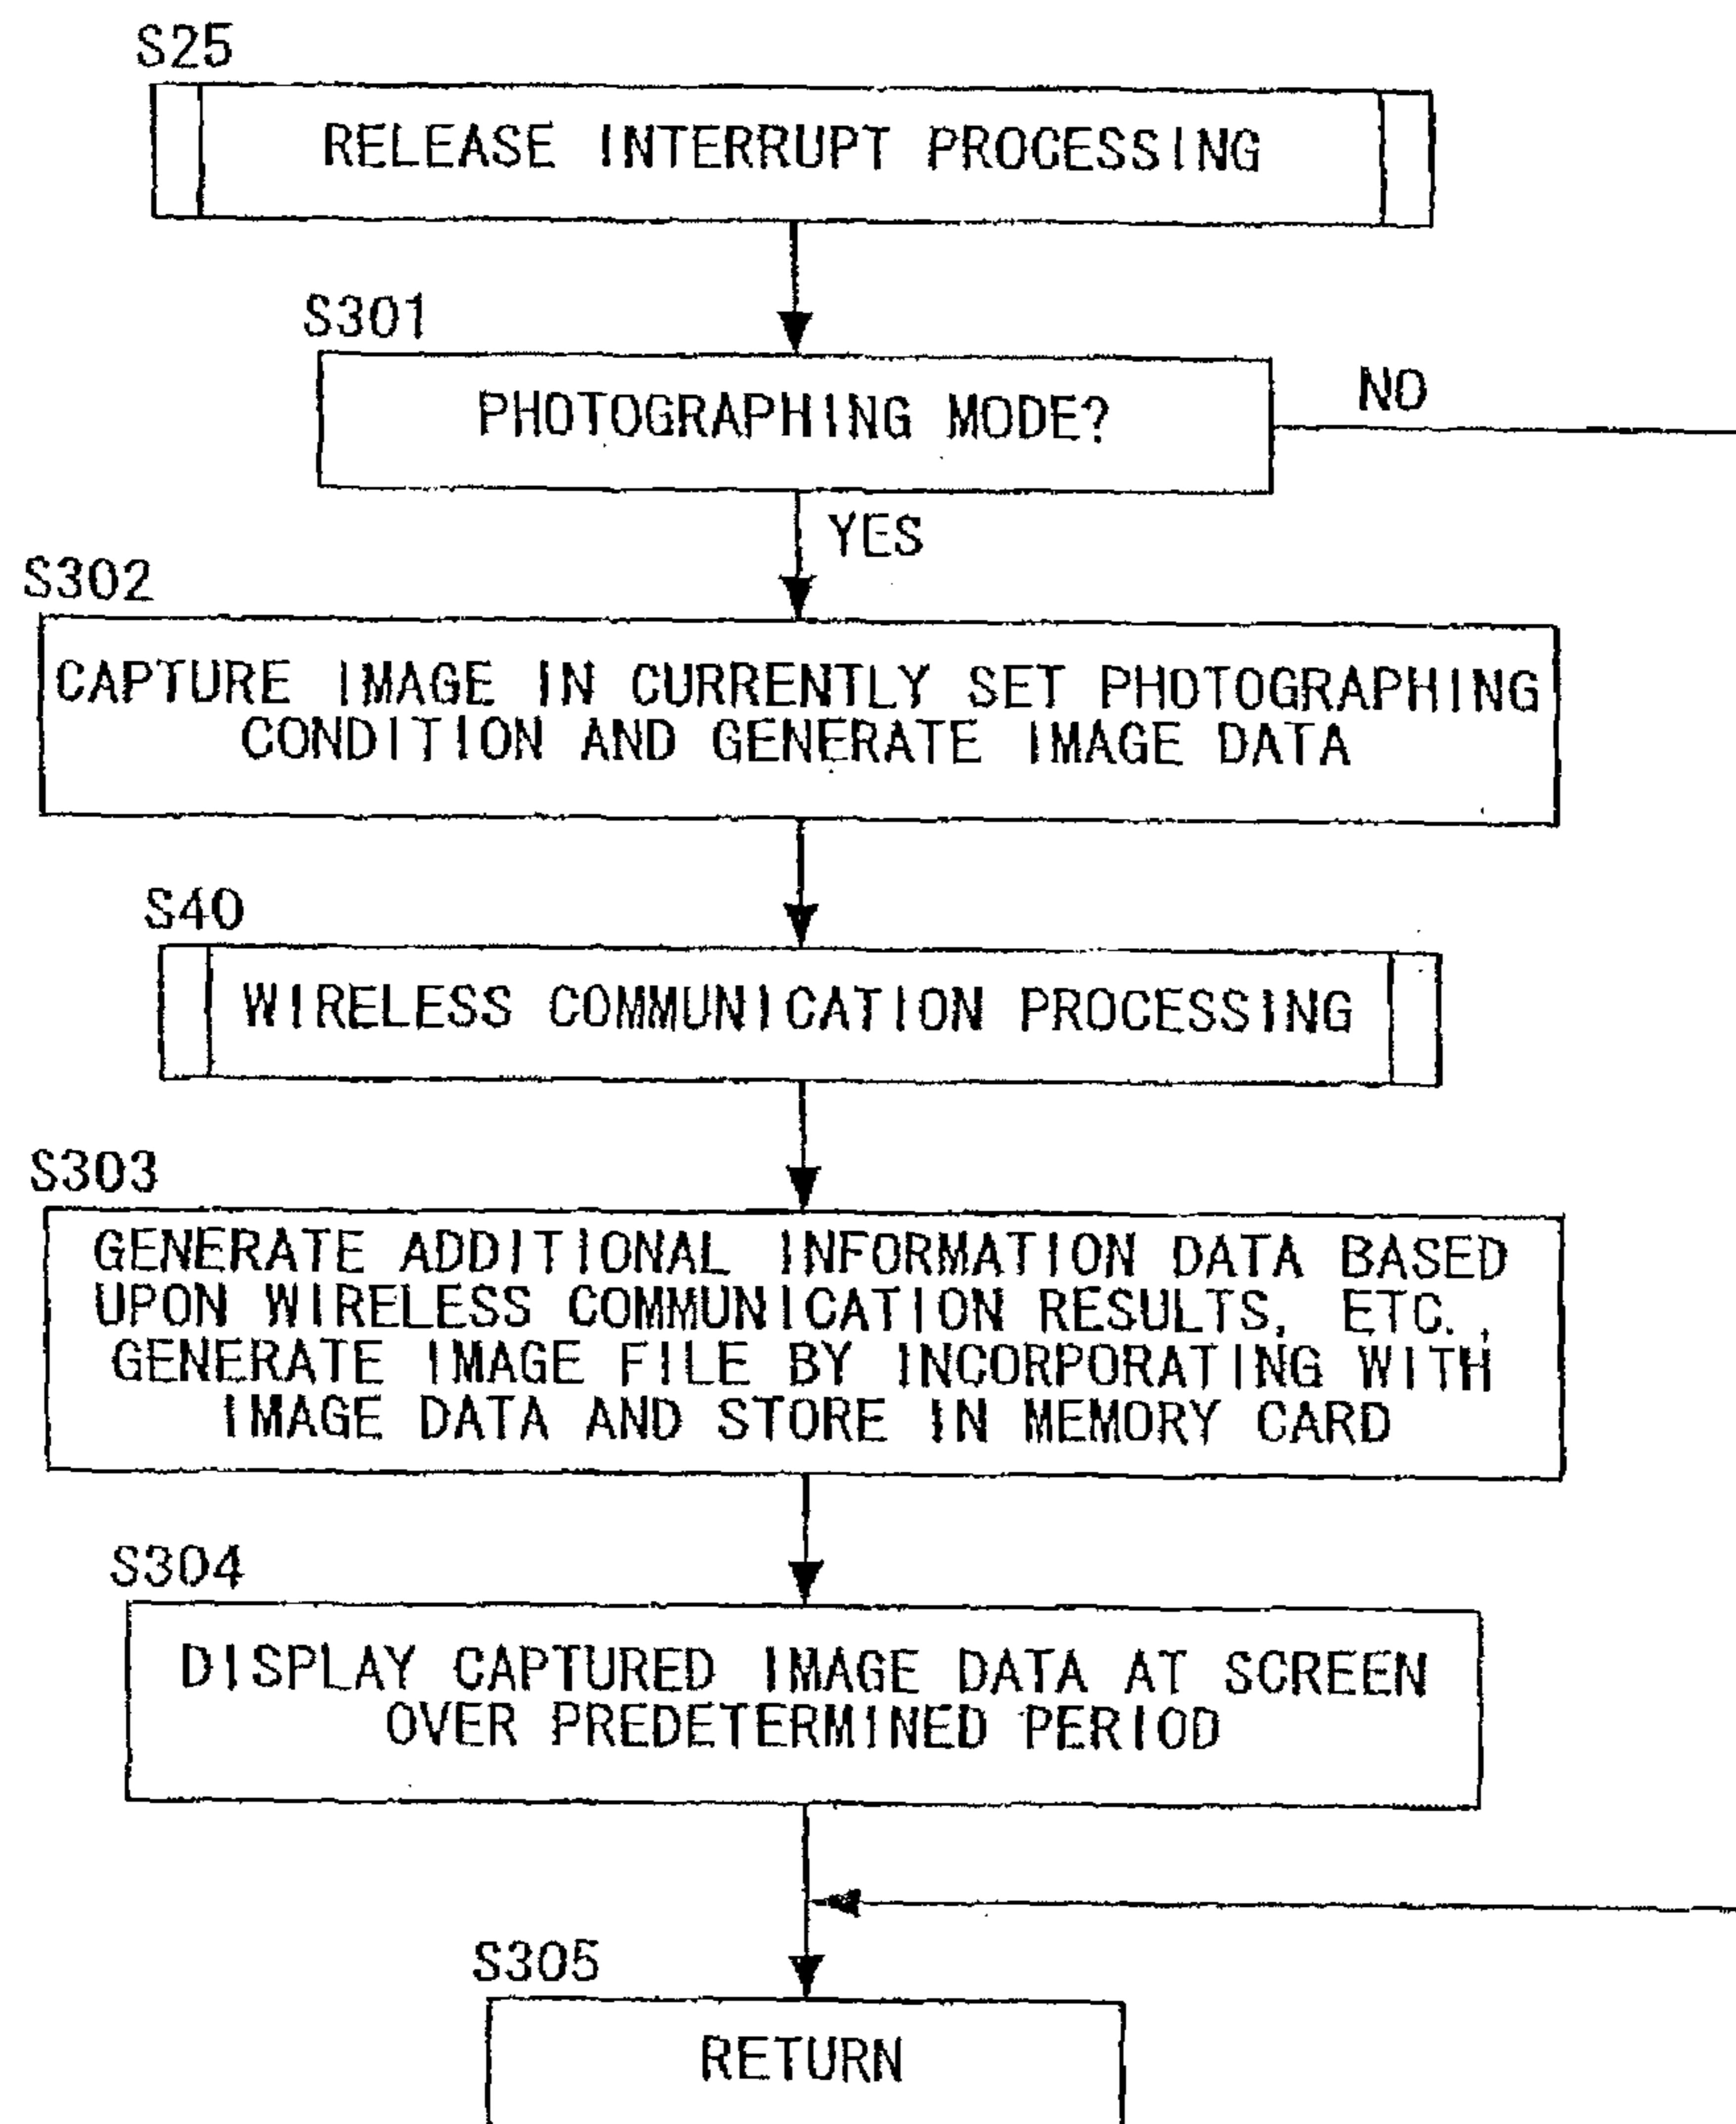 S25
RELEASE INTERRUPT PROCESSING
S301
PHOTOGRAPHING MODE?
NO
YES
S302
CAPTURE IMAGE IN CURRENTLY SET PHOTOGRAPHING
CONDITION AND GENERATE IMAGE DATA
S40
WIRELESS COMMUNICATION PROCESSING
S303
GENERATE ADDITIONAL INFORMATION DATA BASED
UPON WIRELESS COMMUNICATION RESULTS, ETC.,
GENERATE IMAGE FILE BY INCORPORATING WITH
IMAGE DATA AND STORE IN MEMORY CARD
S304
DISPLAY CAPTURED IMAGE DATA AT SCREEN
OVER PREDETERMINED PERIOD
S305
RETURN